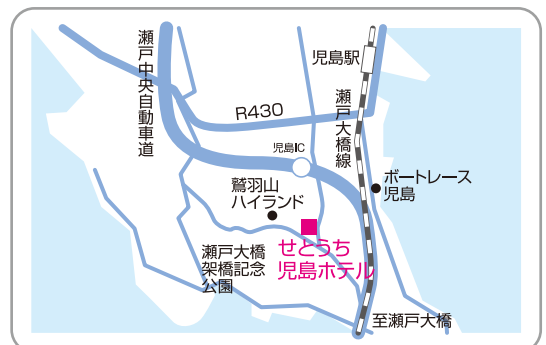 瀬戸中央自動車道
児島駅
R430
瀬戸大橋線
児島IC
ボートレース
児島
鷲羽山
ハイランド
せとうち
児島ホテル
瀬戸大橋
架橋記念
公園
至瀬戸大橋